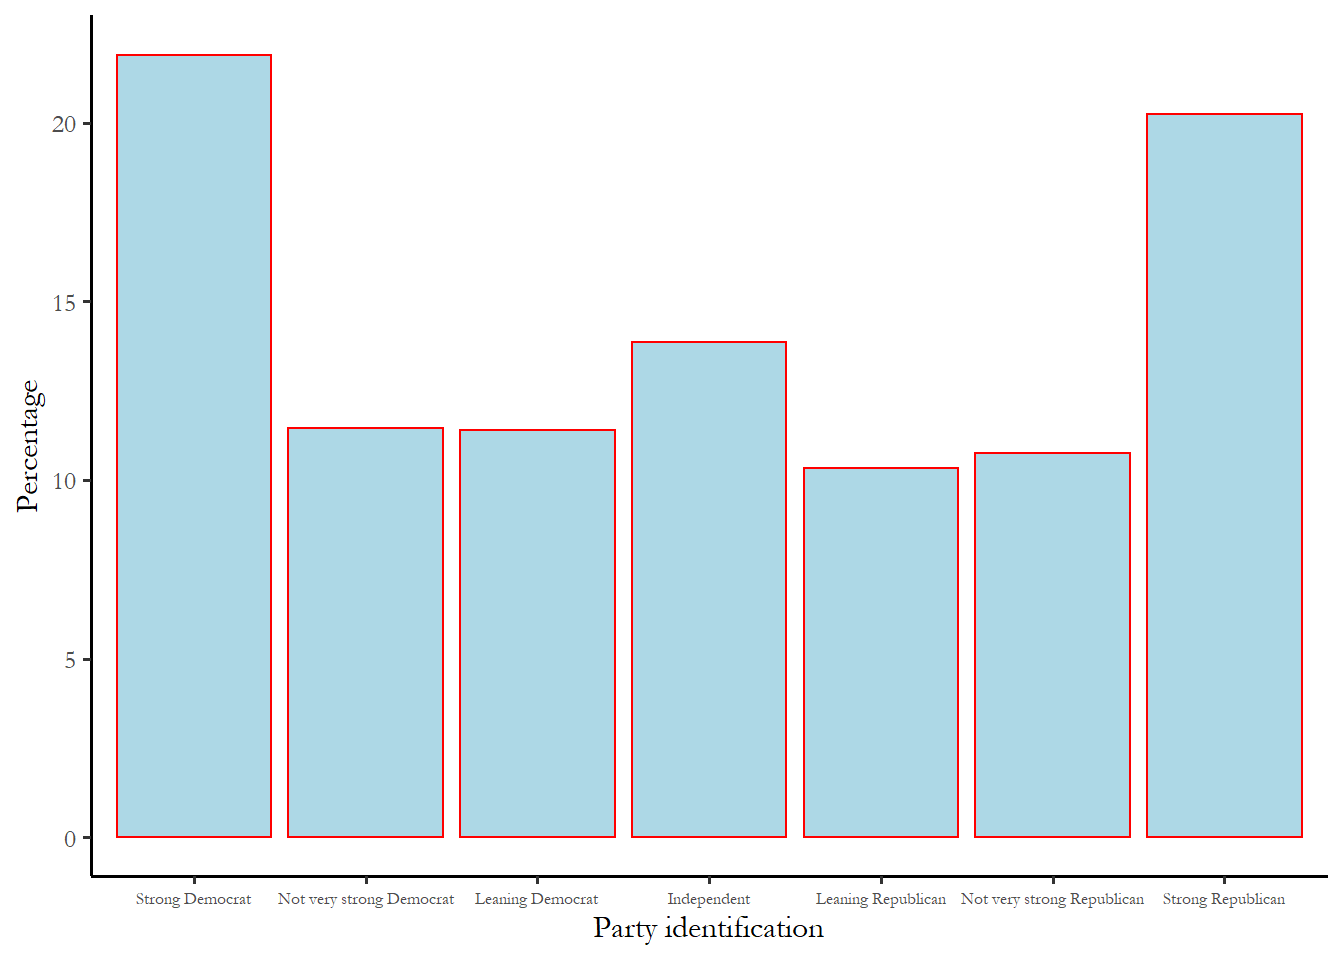 20
15
10
5
0
Percentage
Strong Democrat Not very strong Democrat Leaning Democrat Independent Leaning Republican Not very strong Republican Strong Republican
Party identification